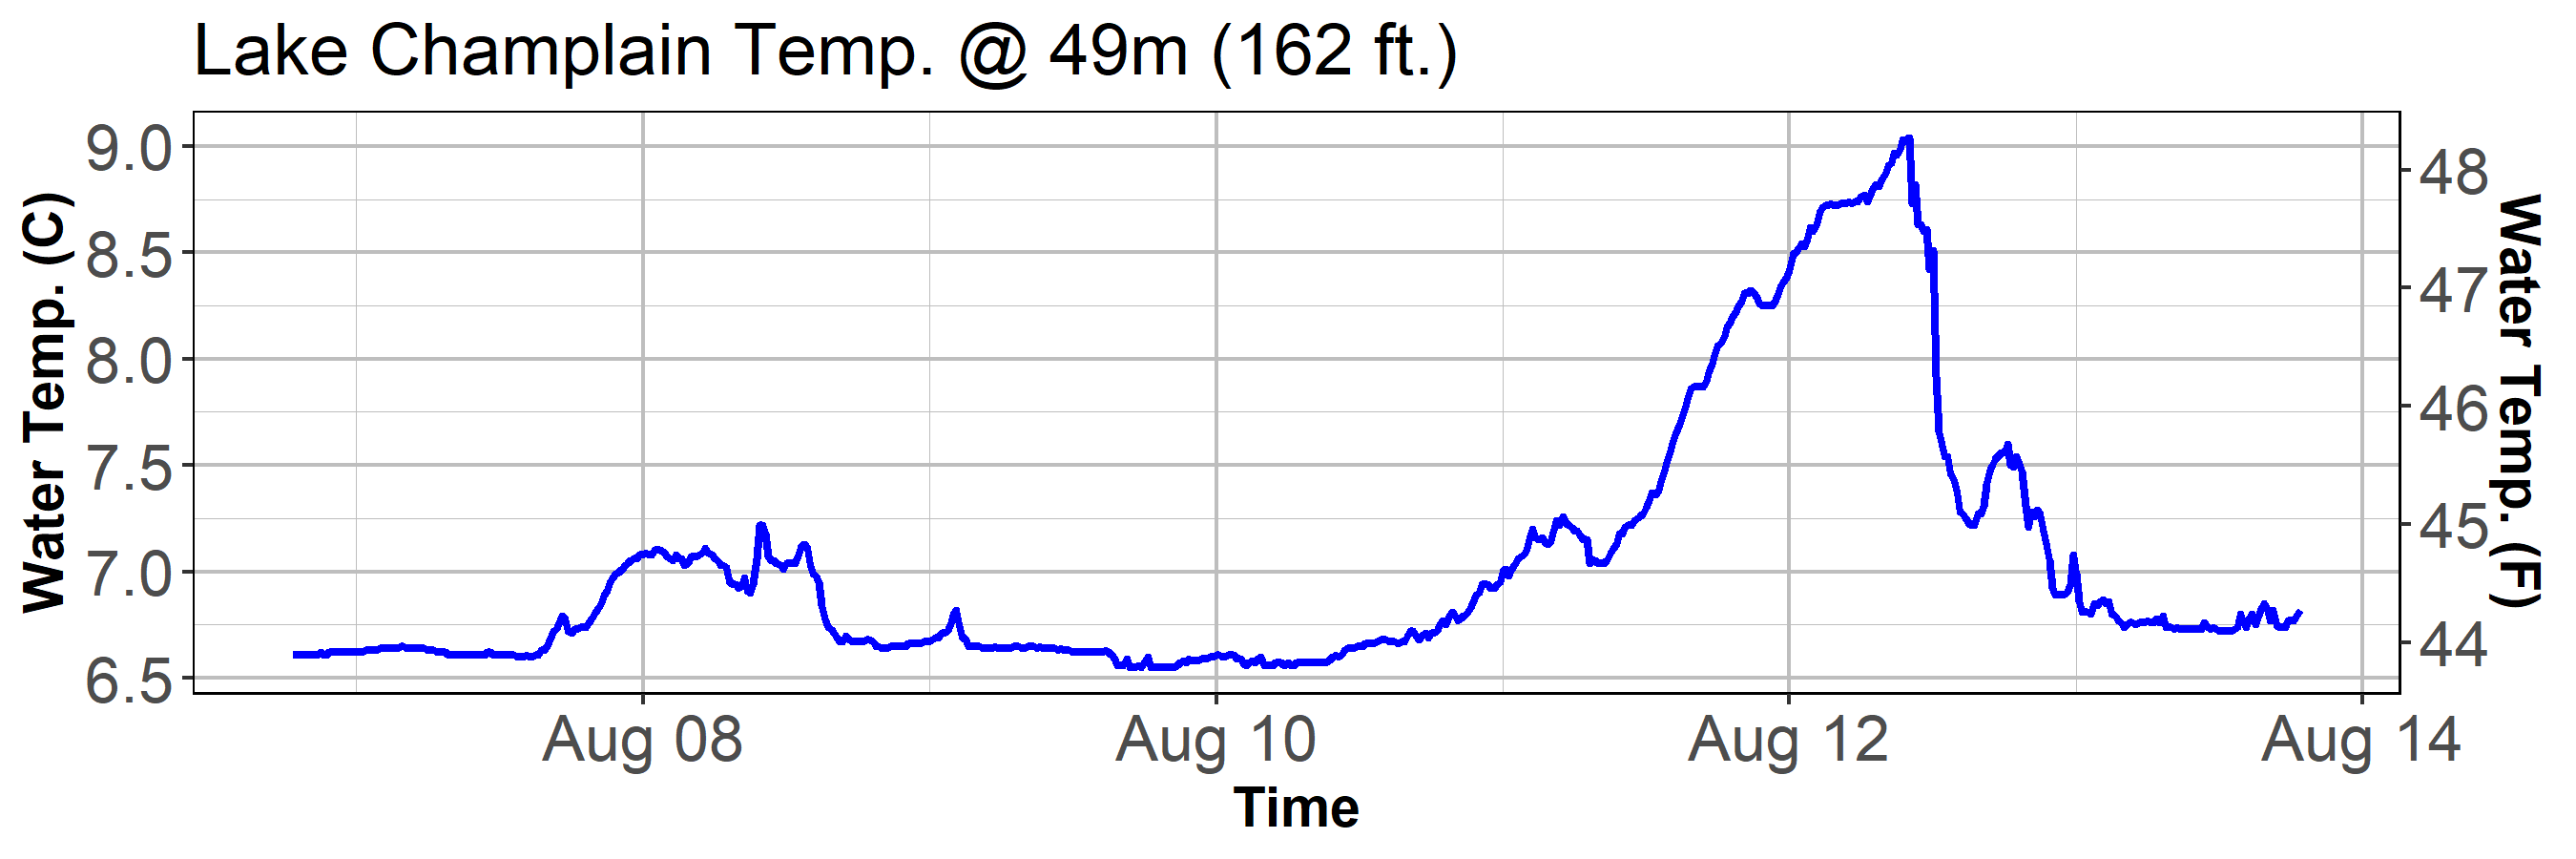 Lake Champlain Temp. @ 49m (162 ft.)
Water Temp. (C)
9.0
8.5
8.0
7.5
7.0
6.5
48
47
46
45
44
Water Temp. (F)
Aug 08 Aug 10 Aug 12 Aug 14
Time